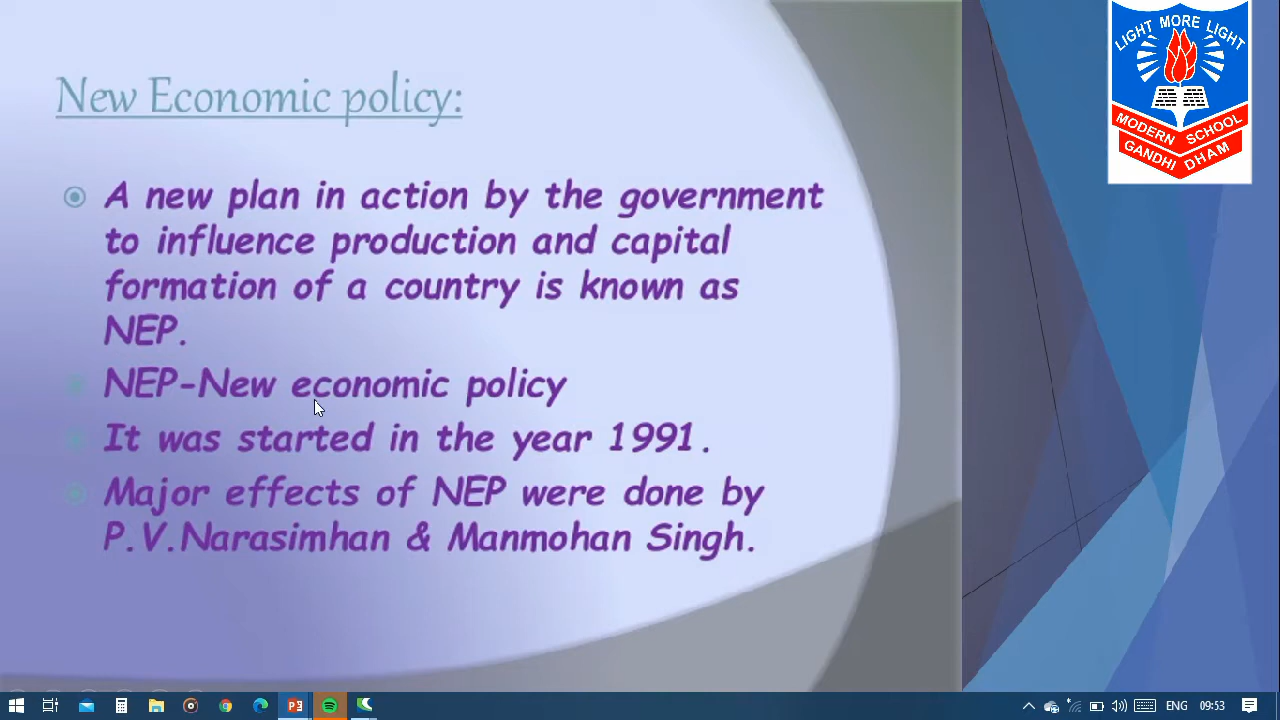 New Economic policy:
A new plan in action by the government
to influence production and capital
formation of a country is known as
NEP.
NEP-New economic policy
It was started in the year 1991.
Major effects of NEP were done by
P.V.Narasimhan & Manmohan Singh.
LIGHT MORE LIGHT
MODERN SCHOOL
GANDHI DHAM
ENG
09:53